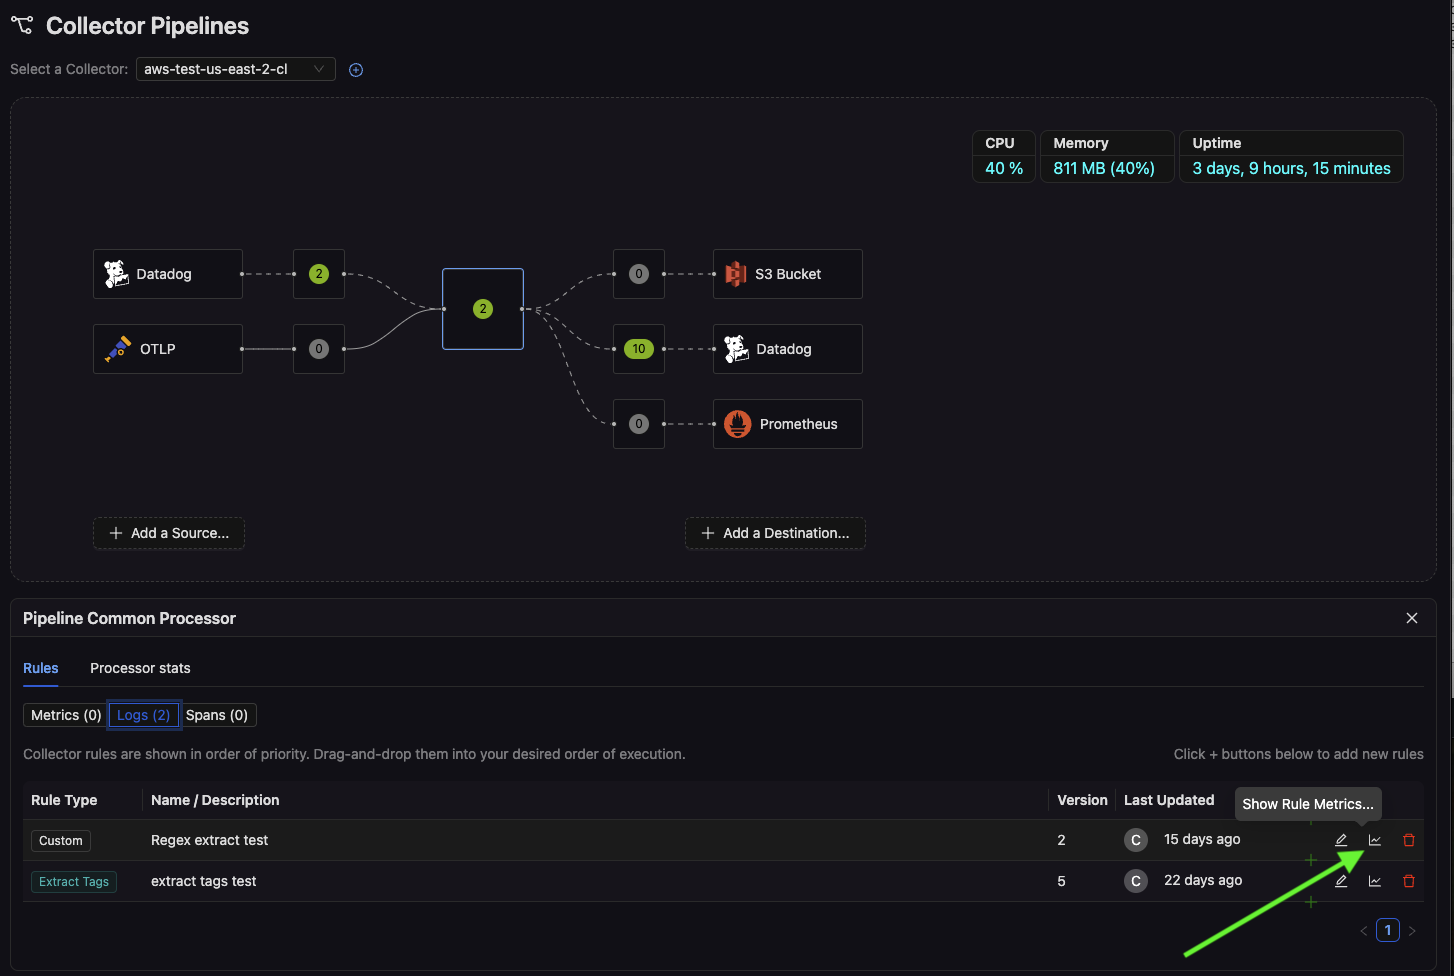 Collector Pipelines
Select a Collector: aws-test-us-east-2-cl
CPU Memory Uptime
40 % 811 MB (40%) 3 days, 9 hours, 15 minutes
Datadog 2 0 S3 Bucket
2
OTLP 0 10 Datadog
0 Prometheus
+ Add a Source... + Add a Destination...
Pipeline Common Processor
Rules Processor stats
Metrics (0) Logs (2) Spans (0)
Collector rules are shown in order of priority. Drag-and-drop them into your desired order of execution. Click + buttons below to add new rules
Rule Type Name / Description Version Last Updated Show Rule Metrics...
Custom Regex extract test 2 C 15 days ago
Extract Tags extract tags test 5 C 22 days ago
< 1 >